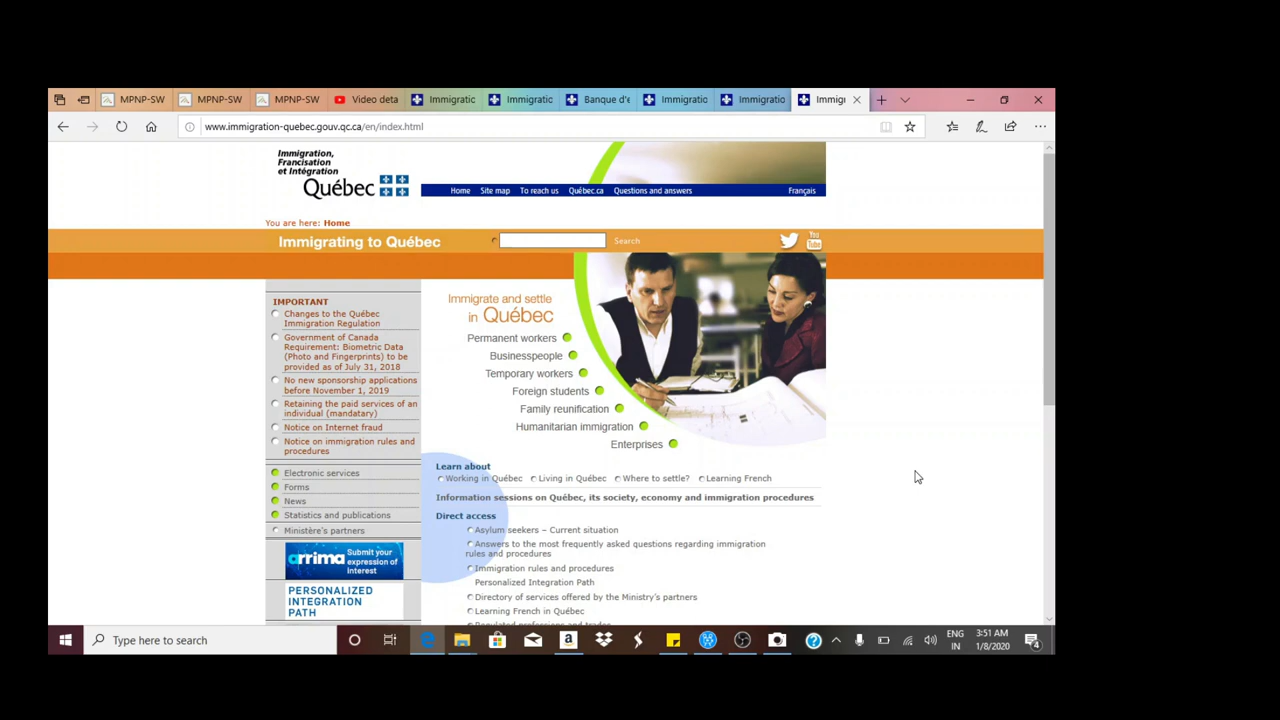 MPNP-SW
MPNP-SW
MPNP-SW
Video deta
Immigratic
Immigratic
Banque d'é
Immigratic
Immigratio
Immigr
www.immigration-quebec.gouv.qc.ca/en/index.html
Immigration,
Francisation
et Intégration
Québec
Home Site map To reach us Québec.ca Questions and answers Français
You are here: Home
Immigrating to Québec
Search
You
Tube
IMPORTANT
Changes to the Québec
Immigration Regulation
Government of Canada
Requirement: Biometric Data
(Photo and Fingerprints) to be
provided as of July 31, 2018
No new sponsorship applications
before November 1, 2019
Retaining the paid services of an
individual (mandatary)
Notice on Internet fraud
Notice on immigration rules and
procedures
Electronic services
Forms
News
Statistics and publications
Ministère's partners
arrima Submit your
expression of
interest
PERSONALIZED
INTEGRATION
PATH
Immigrate and settle
in Québec
Permanent workers
Businesspeople
Temporary workers
Foreign students
Family reunification
Humanitarian immigration
Enterprises
Learn about
Working in Québec Living in Québec Where to settle? Learning French
Information sessions on Québec, its society, economy and immigration procedures
Direct access
Asylum seekers – Current situation
Answers to the most frequently asked questions regarding immigration
rules and procedures
Immigration rules and procedures
Personalized Integration Path
Directory of services offered by the Ministry's partners
Learning French in Québec
Regulated professions and trades
Type here to search
ENG
IN
3:51 AM
1/8/2020
4